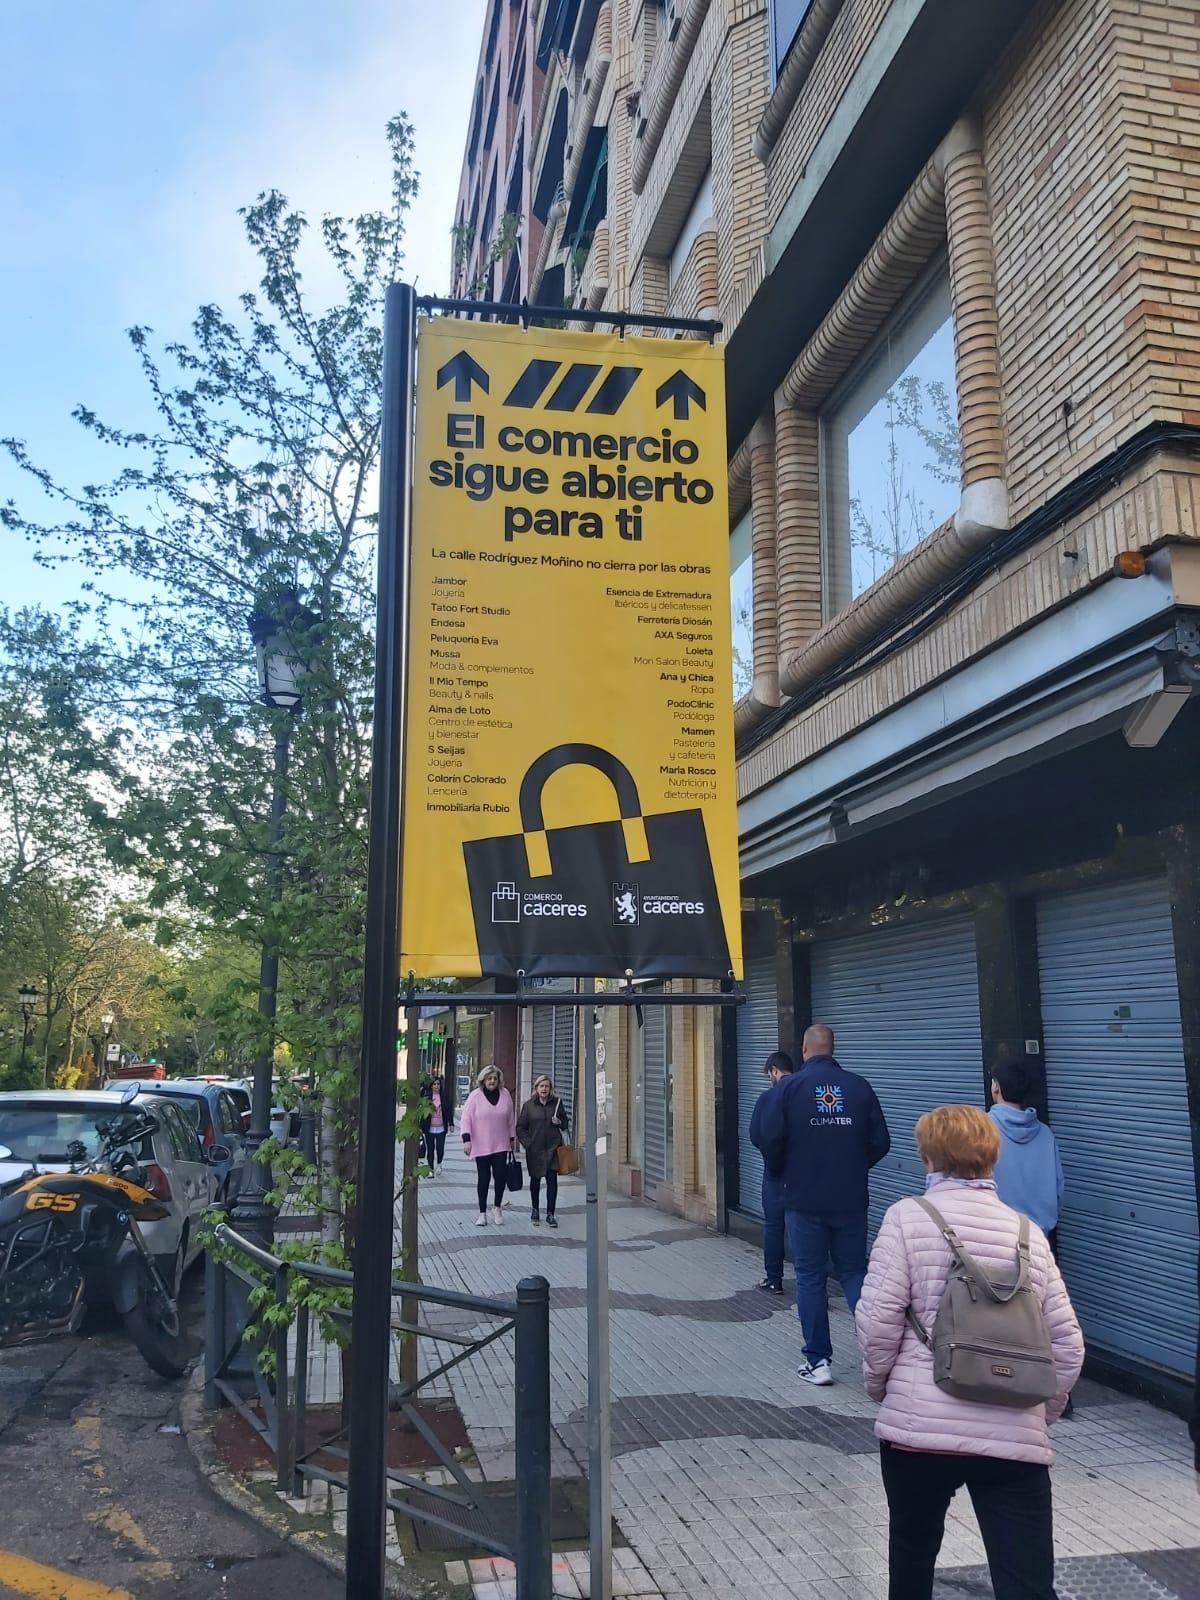 El comercio
sigue abierto
para ti
La calle Rodríguez Moñino no cierra por las obras
Jambor
Joyería
Tatoo Fort Studio
Endesa
Peluquería Eva
Mussa
Moda & complementos
Il Mio Tempo
Beauty & nails
Alma de Loto
Centro de estética
y bienestar
S Seijas
Joyería
Colorín Colorado
Lencería
Inmobiliaria Rubio
Esencia de Extremadura
Ibéricos y delicatessen
Ferretería Diosán
AXA Seguros
Loleta
Mon Salon Beauty
Ana y Chica
Ropa
PodoClinic
Podóloga
Mamen
Pastelería
y cafetería
Maria Rosco
Nutrición y
dietoterapia
COMERCIO
cáceres
AYUNTAMIENTO
cáceres
CLIMATER
GS